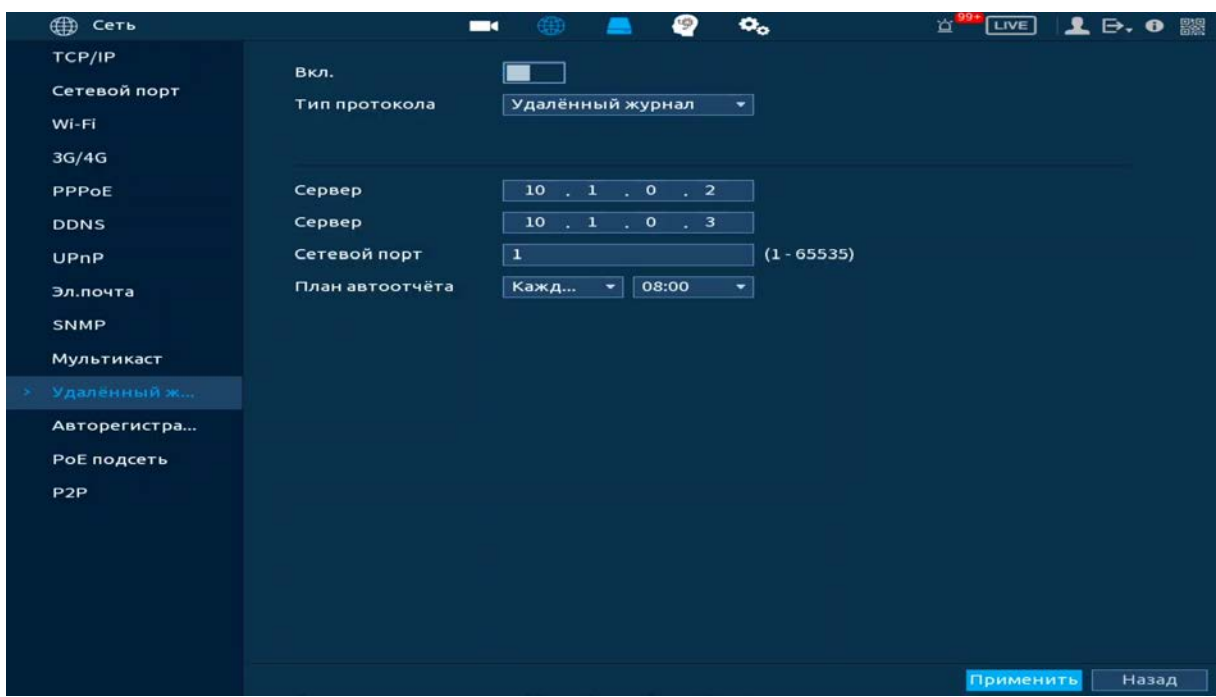 Сеть
99+
LIVE
TCP/IP
Сетевой порт
Wi-Fi
3G/4G
PPPoE
DDNS
UPnP
Эл.почта
SNMP
Мультикаст
> Удалённый ж...
Авторегистра...
PoE подсеть
P2P
Вкл.
Тип протокола Удалённый журнал
Сервер 10 . 1 . 0 . 2
Сервер 10 . 1 . 0 . 3
Сетевой порт 1 (1 - 65535)
План автоотчёта Кажд... 08:00
Применить Назад